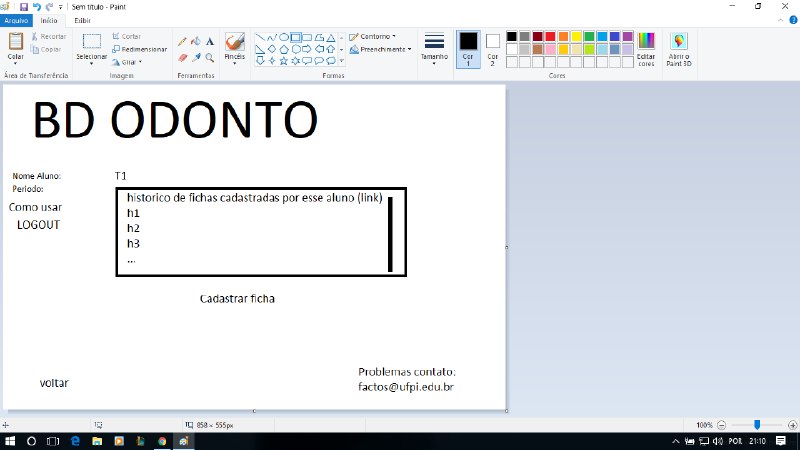 Sem título - Paint
Arquivo Início Exibir
Colar
Recortar
Copiar
Área de Transferência
Selecionar
Cortar
Redimensionar
Girar
Imagem
Ferramentas
Pincéis
Contorno
Preenchimento
Formas
Tamanho
Cor 1
Cor 2
Cores
Editar cores
Abrir o Paint 3D
BD ODONTO
Nome Aluno: T1
Periodo:
Como usar
LOGOUT
historico de fichas cadastradas por esse aluno (link)
h1
h2
h3
...
Cadastrar ficha
voltar
Problemas contato:
factos@ufpi.edu.br
858 × 555px
100%
POR 21:10